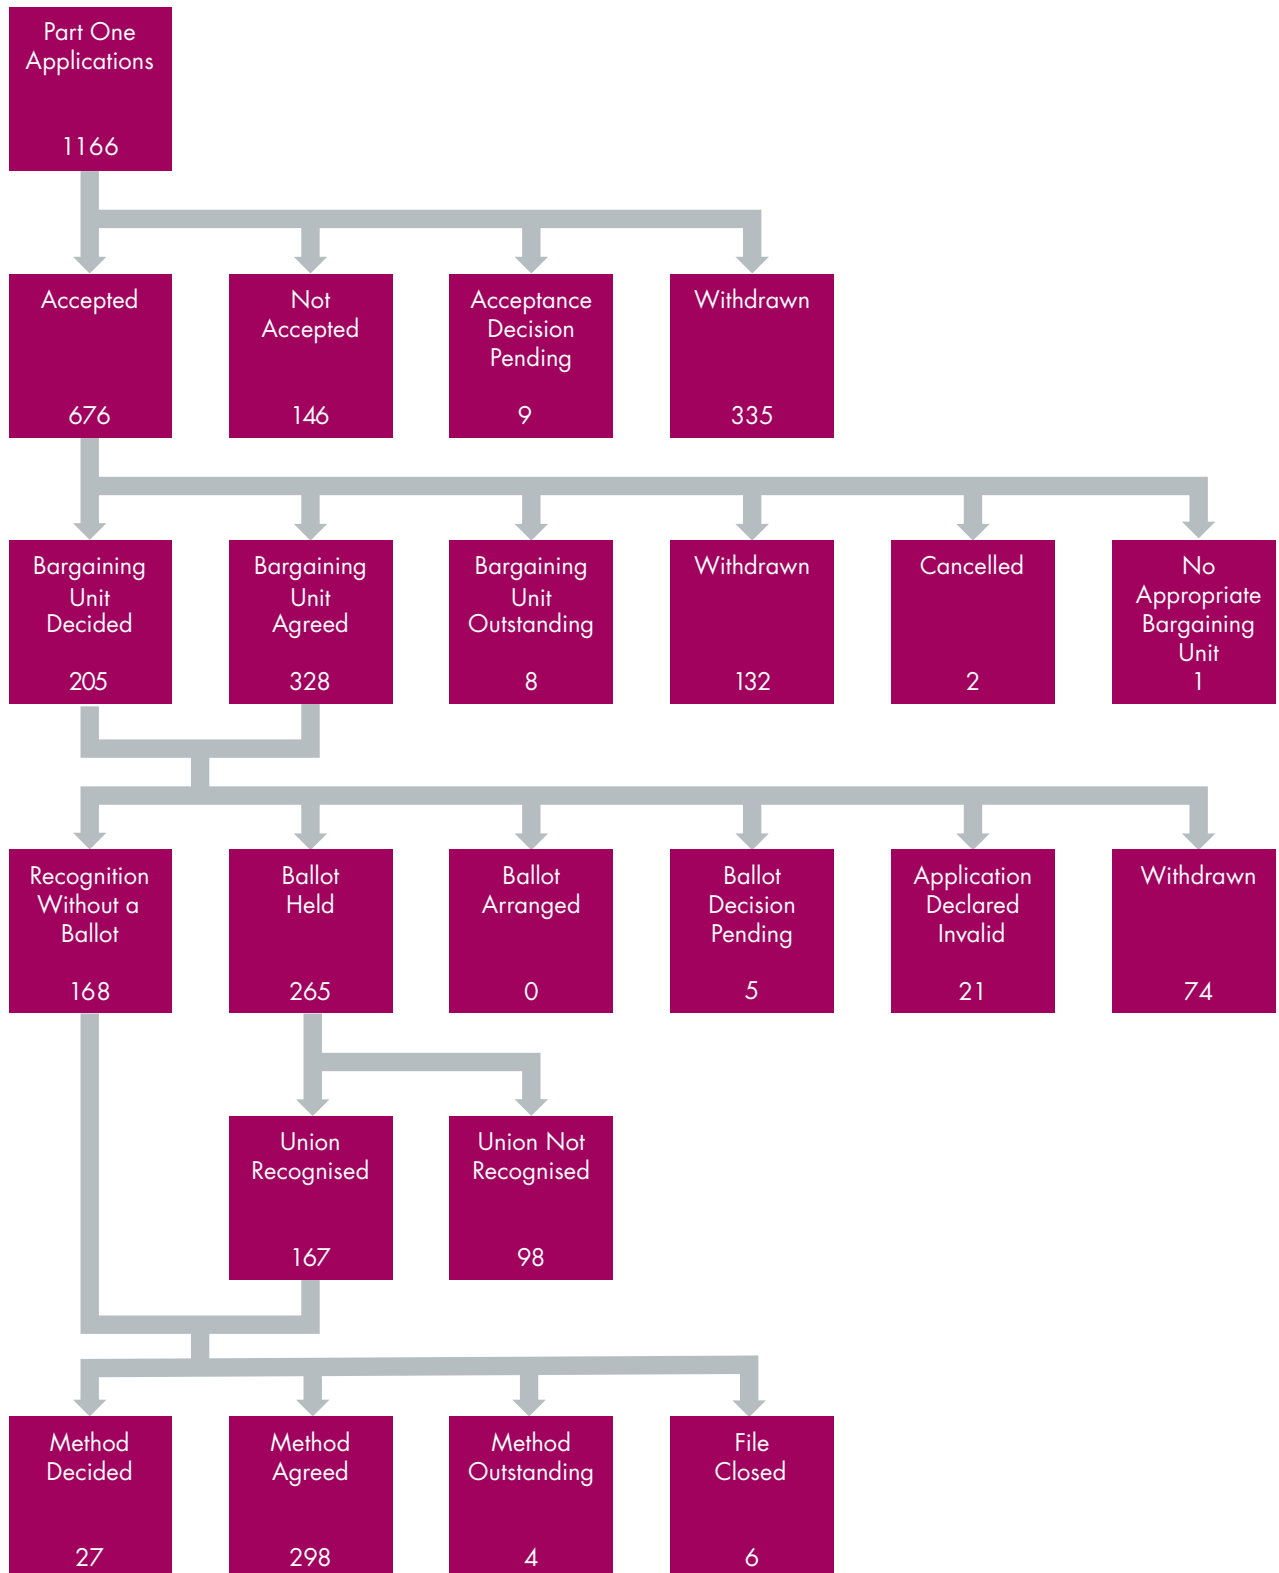 Part One
Applications
1166
Accepted
676
Not
Accepted
146
Acceptance
Decision
Pending
9
Withdrawn
335
Bargaining
Unit
Decided
205
Bargaining
Unit
Agreed
328
Bargaining
Unit
Outstanding
8
Withdrawn
132
Cancelled
2
No
Appropriate
Bargaining
Unit
1
Recognition
Without a
Ballot
168
Ballot
Held
265
Ballot
Arranged
0
Ballot
Decision
Pending
5
Application
Declared
Invalid
21
Withdrawn
74
Union
Recognised
167
Union Not
Recognised
98
Method
Decided
27
Method
Agreed
298
Method
Outstanding
4
File
Closed
6